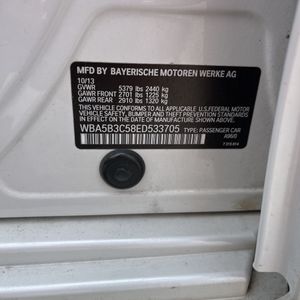 MFD. BY BAYERISCHE MOTOREN WERKE AG
10/13
GVWR 5379 lbs 2440 kg
GAWR FRONT 2701 lbs 1225 kg
GAWR REAR 2910 lbs 1320 kg
THIS VEHICLE CONFORMS TO ALL APPLICABLE U.S.FEDERAL MOTOR
VEHICLE SAFETY, BUMPER, AND THEFT PREVENTION STANDARDS IN
EFFECT ON THE DATE OF MANUFACTURE SHOWN ABOVE.
WBA5B3C58ED533705 TYPE: PASSENGER CAR
A96/0